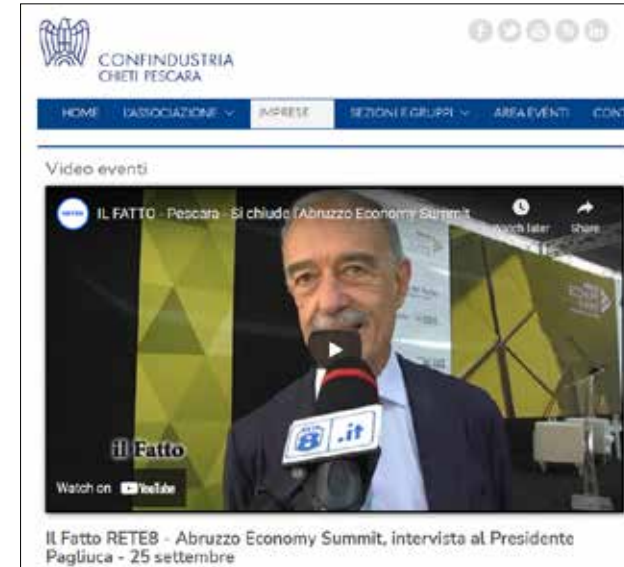 CONFINDUSTRIA
CHIETI PESCARA
HOME L'ASSOCIAZIONE IMPRESE SEZIONI E GRUPPI AREA EVENTI CONT
Video eventi
RETE8 IL FATTO - Pescara - Si chiude l'Abruzzo Economy Summit
Watch later Share
8 .it
il Fatto
Watch on YouTube
Il Fatto RETE8 - Abruzzo Economy Summit, intervista al Presidente
Pagliuca - 25 settembre